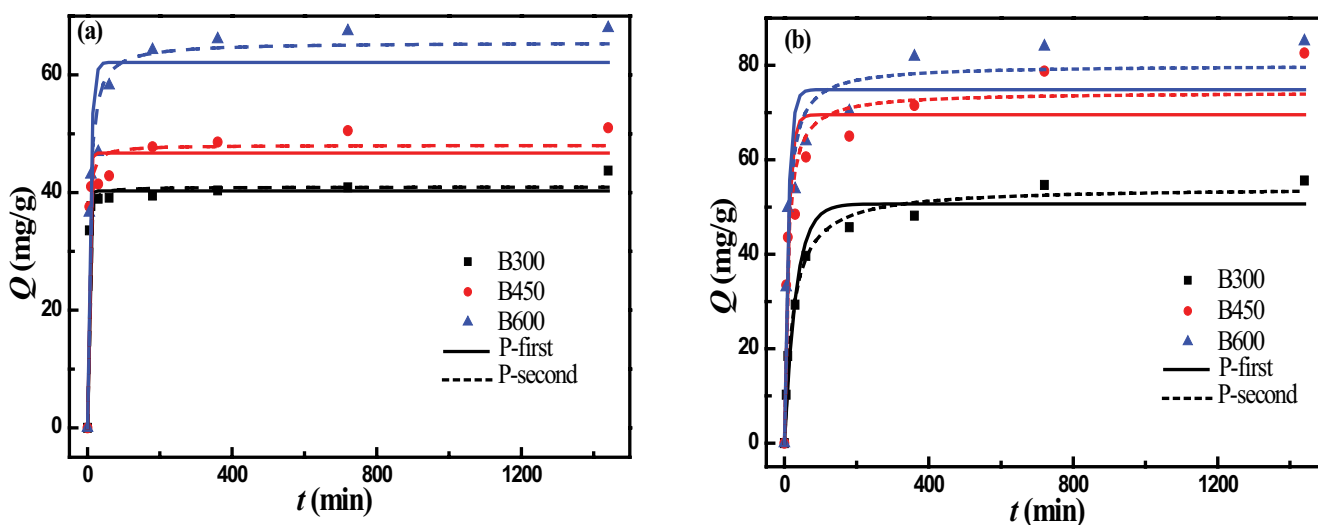 (a)
60
40
20
0
Q (mg/g)
B300
B450
B600
P-first
P-second
0
400
800
1200
t (min)
(b)
80
60
40
20
0
Q (mg/g)
B300
B450
B600
P-first
P-second
0
400
800
1200
t (min)